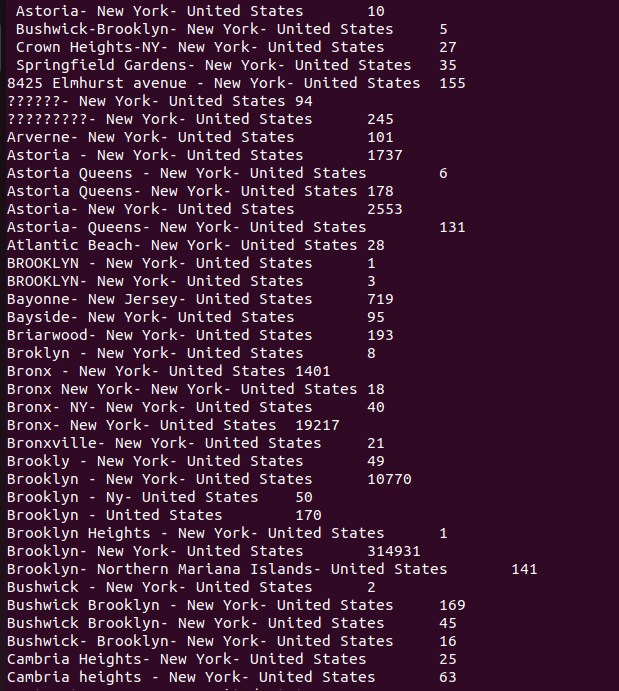 Astoria- New York- United States 10
Bushwick-Brooklyn- New York- United States 5
Crown Heights-NY- New York- United States 27
Springfield Gardens- New York- United States 35
8425 Elmhurst avenue - New York- United States 155
??????- New York- United States 94
?????????- New York- United States 245
Arverne- New York- United States 101
Astoria - New York- United States 1737
Astoria Queens - New York- United States 6
Astoria Queens- New York- United States 178
Astoria- New York- United States 2553
Astoria- Queens- New York- United States 131
Atlantic Beach- New York- United States 28
BROOKLYN - New York- United States 1
BROOKLYN- New York- United States 3
Bayonne- New Jersey- United States 719
Bayside- New York- United States 95
Briarwood- New York- United States 193
Broklyn - New York- United States 8
Bronx - New York- United States 1401
Bronx New York- New York- United States 18
Bronx- NY- New York- United States 40
Bronx- New York- United States 19217
Bronxville- New York- United States 21
Brookly - New York- United States 49
Brooklyn - New York- United States 10770
Brooklyn - Ny- United States 50
Brooklyn - United States 170
Brooklyn Heights - New York- United States 1
Brooklyn- New York- United States 314931
Brooklyn- Northern Mariana Islands- United States 141
Bushwick - New York- United States 2
Bushwick Brooklyn - New York- United States 169
Bushwick Brooklyn- New York- United States 45
Bushwick- Brooklyn- New York- United States 16
Cambria Heights- New York- United States 25
Cambria heights - New York- United States 63